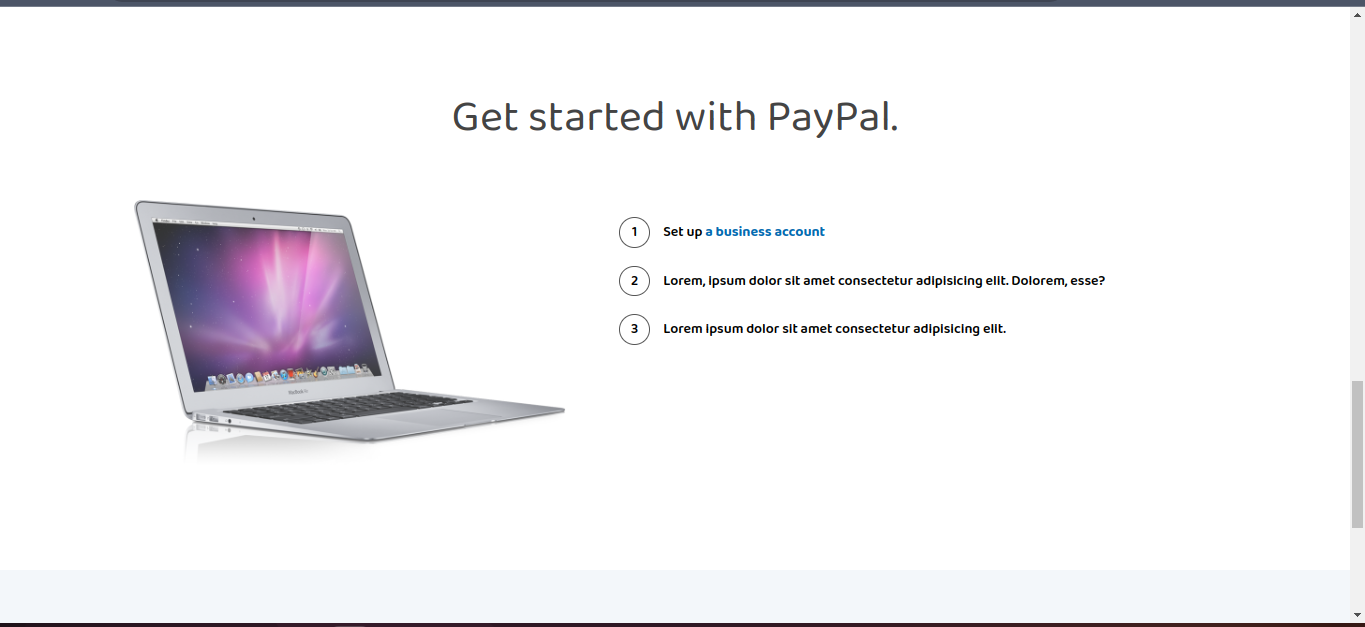 Get started with PayPal.
1 Set up a business account
2 Lorem, ipsum dolor sit amet consectetur adipisicing elit. Dolorem, esse?
3 Lorem ipsum dolor sit amet consectetur adipisicing elit.